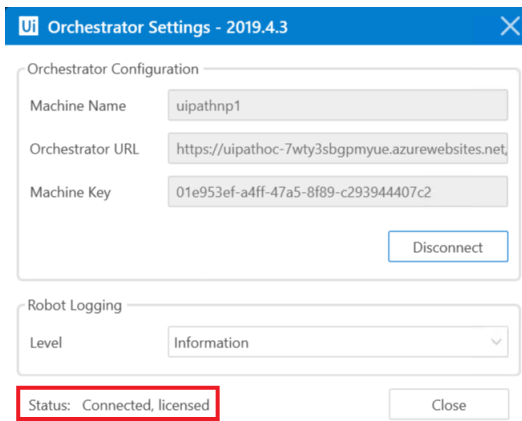 Ui Orchestrator Settings - 2019.4.3
Orchestrator Configuration
Machine Name uipathnp1
Orchestrator URL https://uipathoc-7wty3sbgpmyue.azurewebsites.net,
Machine Key 01e953ef-a4ff-47a5-8f89-c293944407c2
Disconnect
Robot Logging
Level Information
Status: Connected, licensed Close